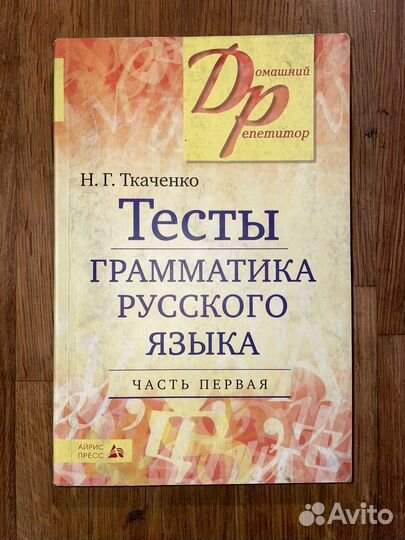 Домашний
Репетитор
Н. Г. Ткаченко
Тесты
ГРАММАТИКА
РУССКОГО
ЯЗЫКА
ЧАСТЬ ПЕРВАЯ
АЙРИС
ПРЕСС
Avito